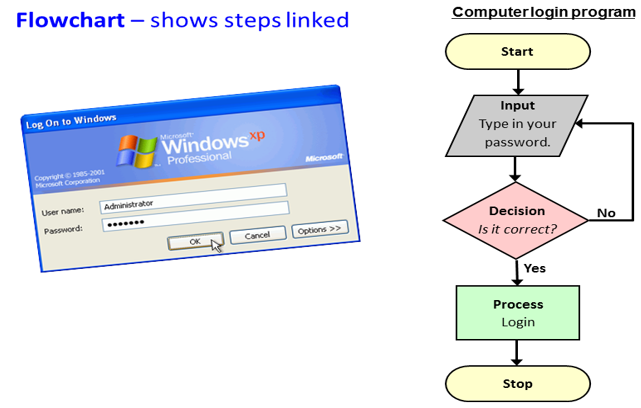 Flowchart – shows steps linked
Computer login program
Start
Input
Type in your
password.
Decision
Is it correct?
No
Yes
Process
Login
Stop
Log On to Windows
Microsoft®
Windows xp
Professional
Copyright © 1985-2001
Microsoft Corporation
Microsoft
User name:
Administrator
Password:
OK
Cancel
Options >>